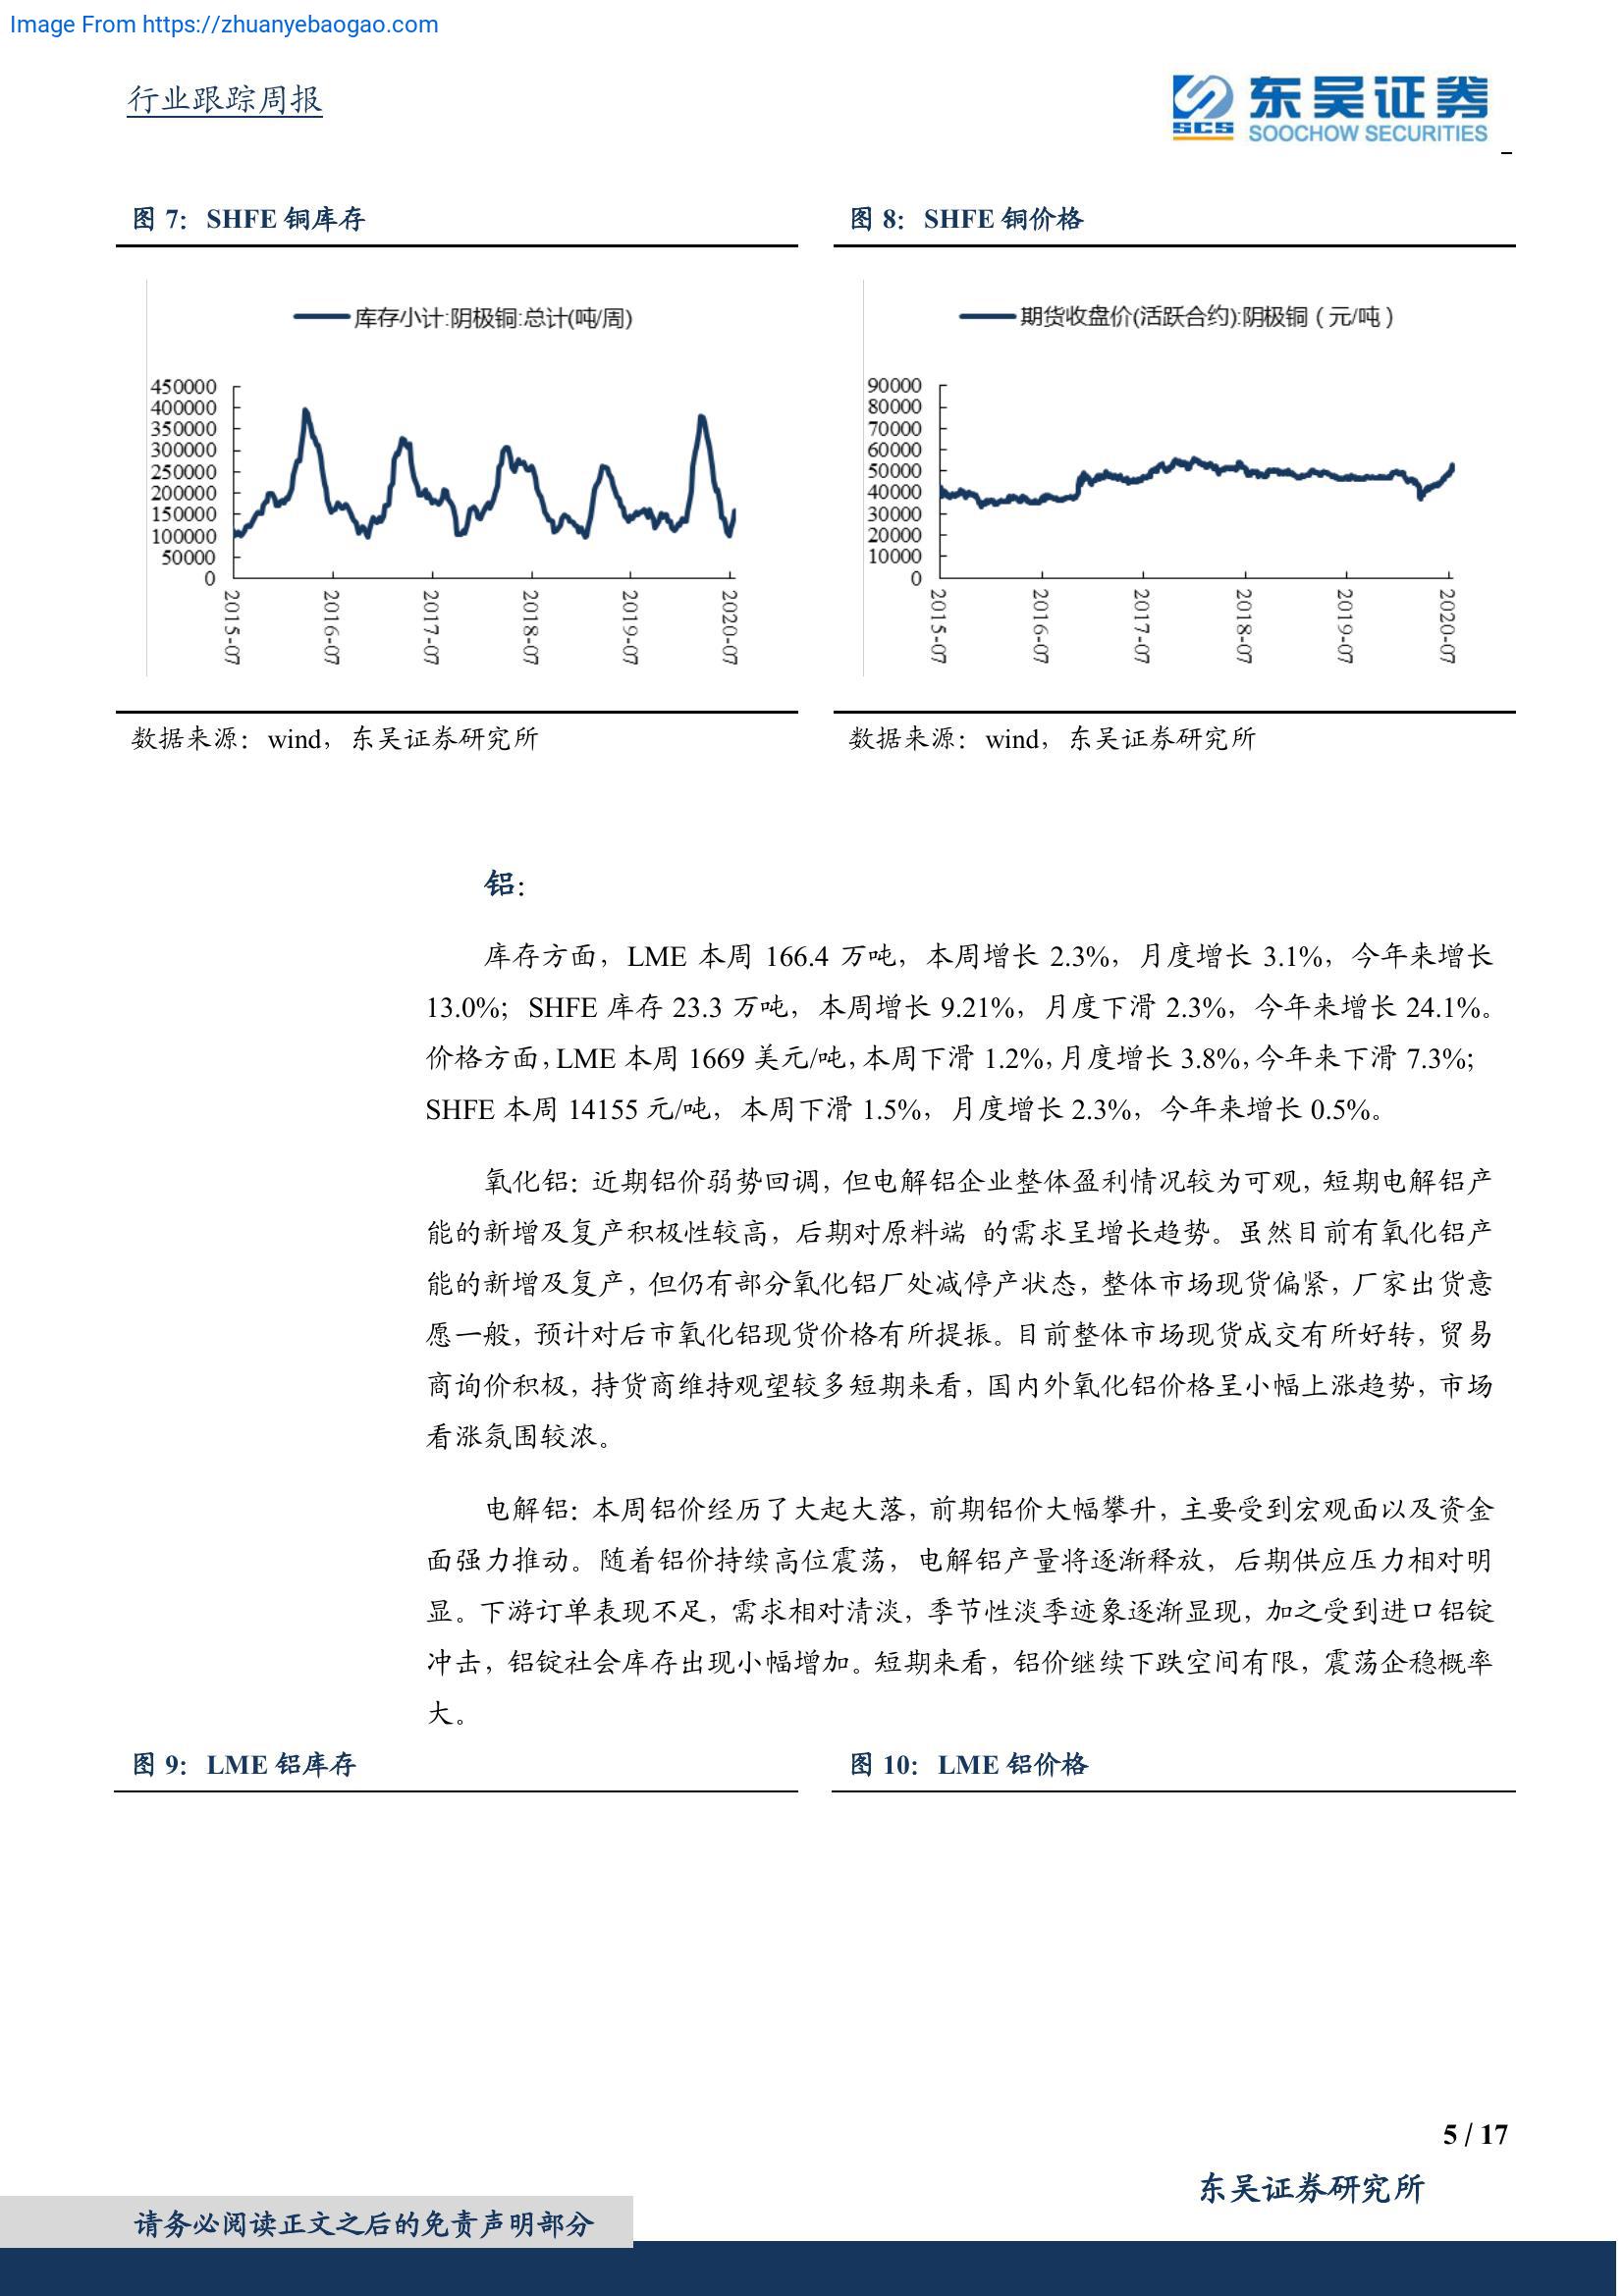 Image From https://zhuanyebaogao.com
行业跟踪周报
SCS 东吴证券
SOOCHOW SECURITIES
图 7： SHFE 铜库存
图 8： SHFE 铜价格
库存小计:阴极铜:总计(吨/周)
450000
400000
350000
300000
250000
200000
150000
100000
50000
0
2015-07
2016-07
2017-07
2018-07
2019-07
2020-07
期货收盘价(活跃合约):阴极铜（元/吨）
90000
80000
70000
60000
50000
40000
30000
20000
10000
0
2015-07
2016-07
2017-07
2018-07
2019-07
2020-07
数据来源：wind，东吴证券研究所
数据来源：wind，东吴证券研究所
铝：
库存方面，LME 本周 166.4 万吨，本周增长 2.3%，月度增长 3.1%，今年来增长
13.0%；SHFE 库存 23.3 万吨，本周增长 9.21%，月度下滑 2.3%，今年来增长 24.1%。
价格方面，LME 本周 1669 美元/吨，本周下滑 1.2%，月度增长 3.8%，今年来下滑 7.3%；
SHFE 本周 14155 元/吨，本周下滑 1.5%，月度增长 2.3%，今年来增长 0.5%。
氧化铝：近期铝价弱势回调，但电解铝企业整体盈利情况较为可观，短期电解铝产
能的新增及复产积极性较高，后期对原料端 的需求呈增长趋势。虽然目前有氧化铝产
能的新增及复产，但仍有部分氧化铝厂处减停产状态，整体市场现货偏紧，厂家出货意
愿一般，预计对后市氧化铝现货价格有所提振。目前整体市场现货成交有所好转，贸易
商询价积极，持货商维持观望较多短期来看，国内外氧化铝价格呈小幅上涨趋势，市场
看涨氛围较浓。
电解铝：本周铝价经历了大起大落，前期铝价大幅攀升，主要受到宏观面以及资金
面强力推动。随着铝价持续高位震荡，电解铝产量将逐渐释放，后期供应压力相对明
显。下游订单表现不足，需求相对清淡，季节性淡季迹象逐渐显现，加之受到进口铝锭
冲击，铝锭社会库存出现小幅增加。短期来看，铝价继续下跌空间有限，震荡企稳概率
大。
图 9： LME 铝库存
图 10： LME 铝价格
5 / 17
东吴证券研究所
请务必阅读正文之后的免责声明部分